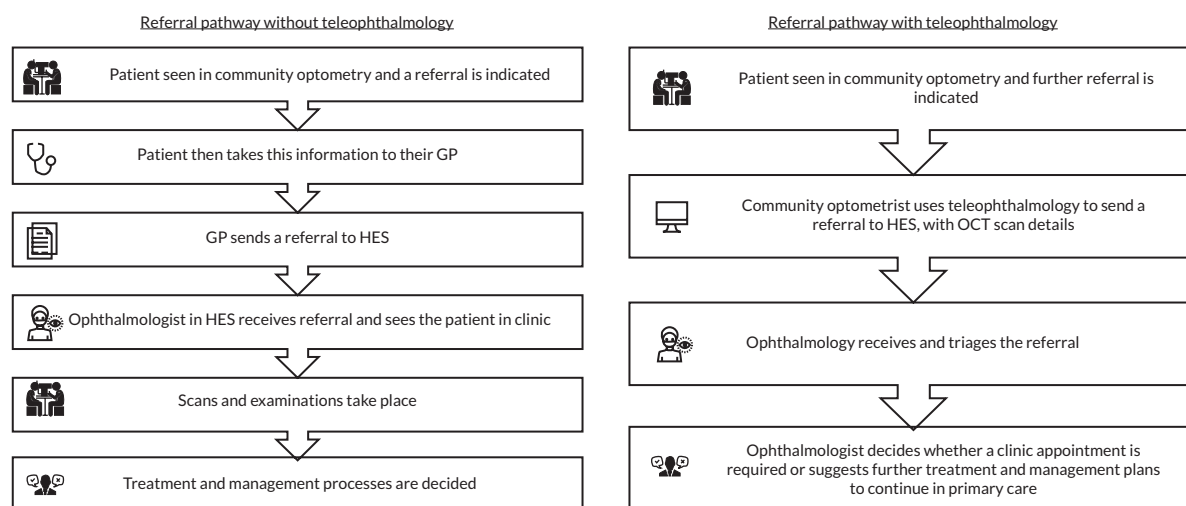 Referral pathway without teleophthalmology
Patient seen in community optometry and a referral is indicated
Patient then takes this information to their GP
GP sends a referral to HES
Ophthalmologist in HES receives referral and sees the patient in clinic
Scans and examinations take place
Treatment and management processes are decided
Referral pathway with teleophthalmology
Patient seen in community optometry and further referral is
indicated
Community optometrist uses teleophthalmology to send a
referral to HES, with OCT scan details
Ophthalmology receives and triages the referral
Ophthalmologist decides whether a clinic appointment is
required or suggests further treatment and management plans
to continue in primary care